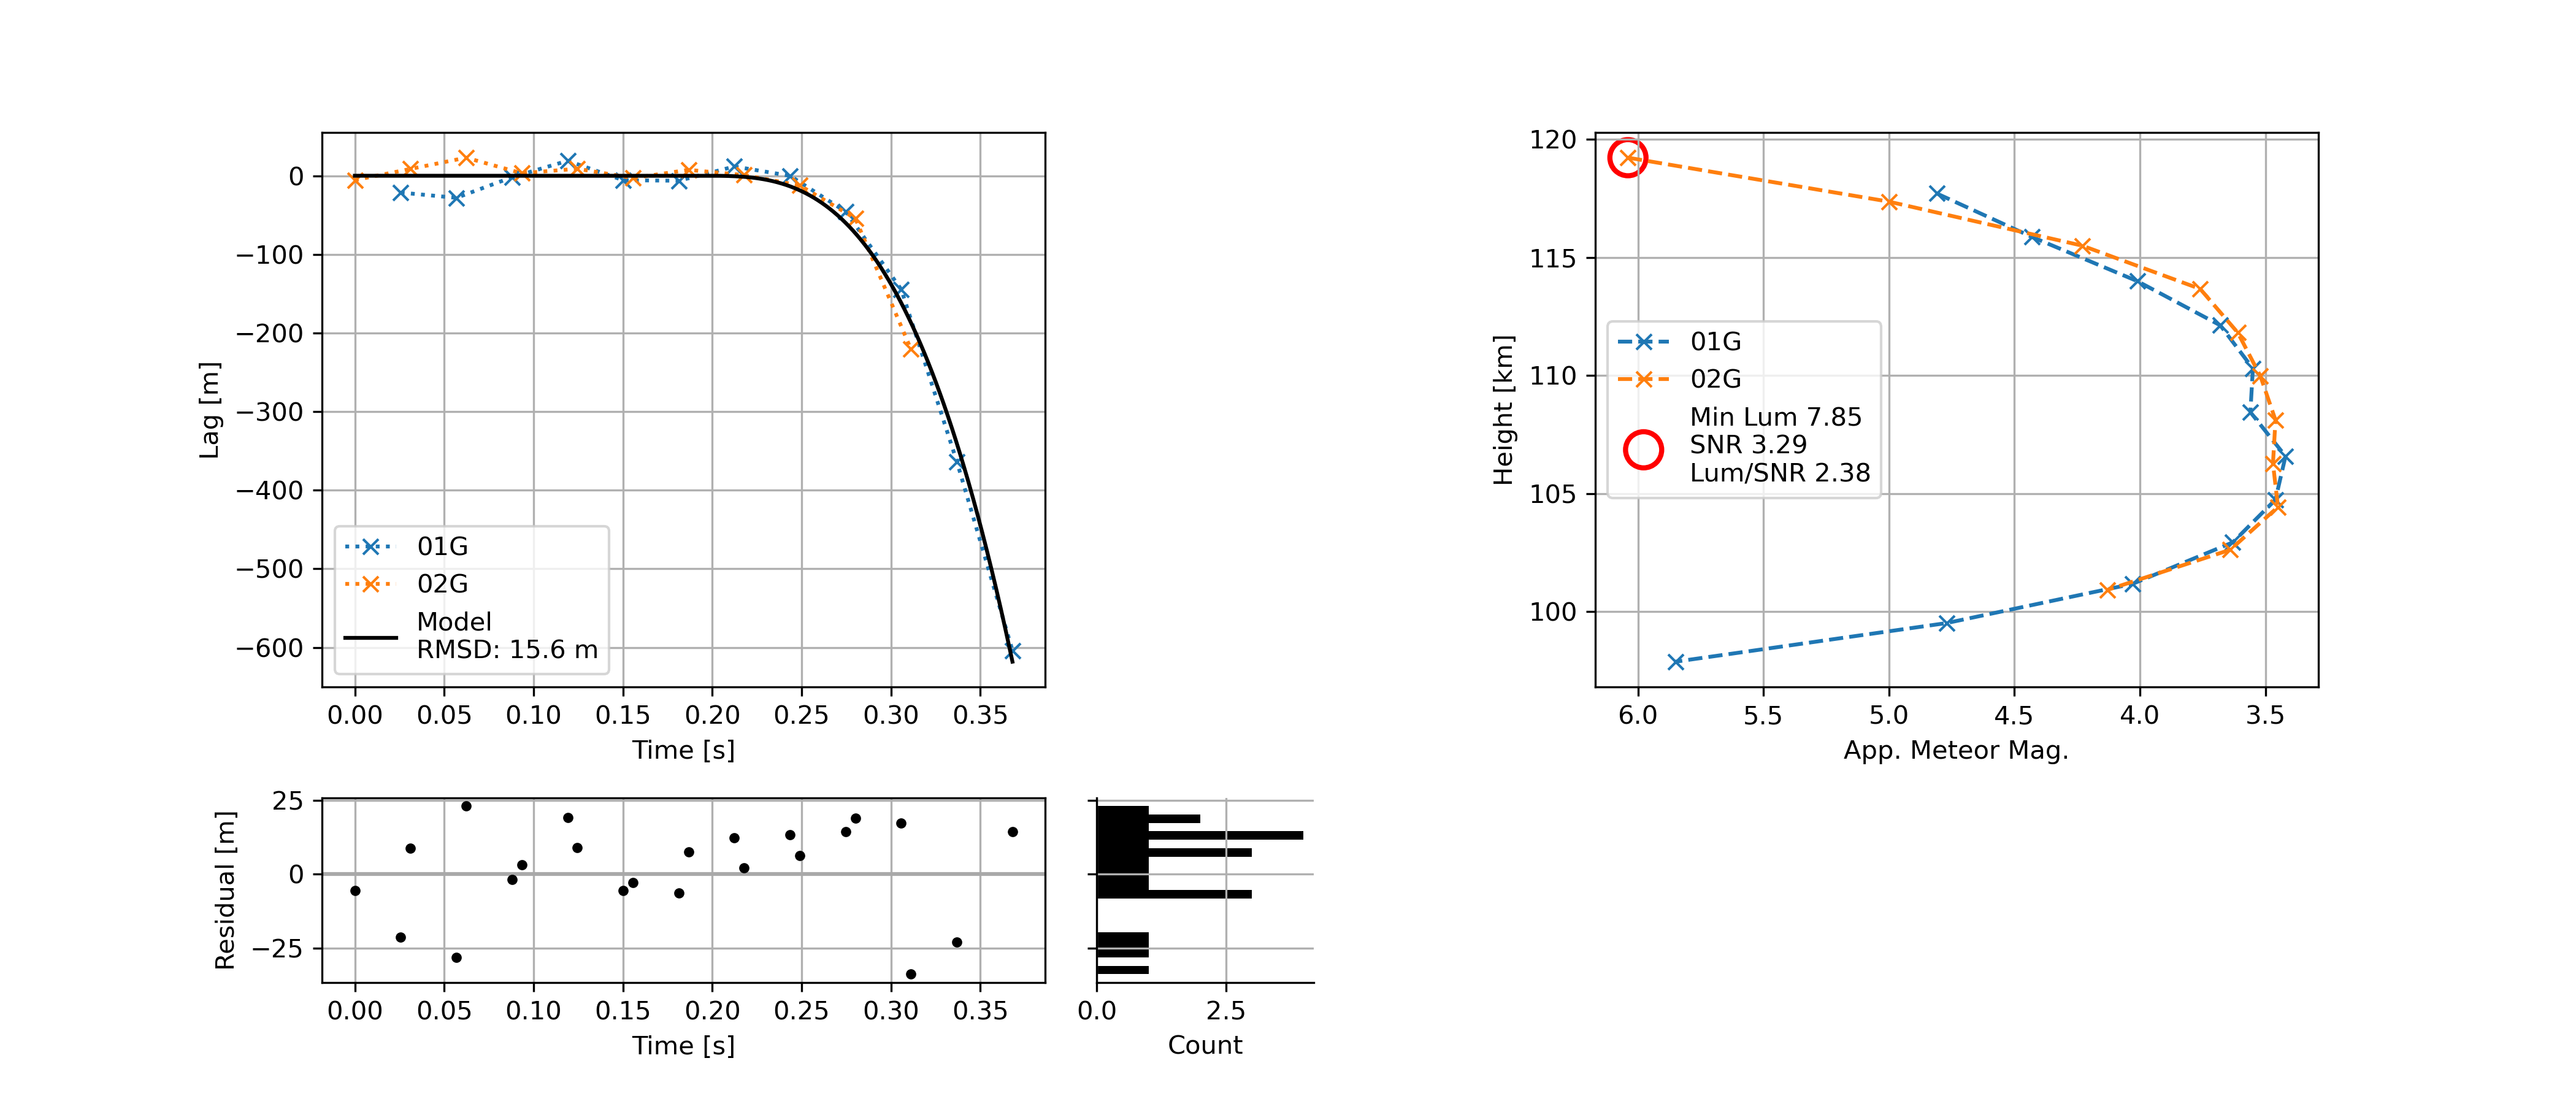 0
−100
−200
−300
−400
−500
−600
Lag [m]
01G
02G
Model
RMSD: 15.6 m
0.00 0.05 0.10 0.15 0.20 0.25 0.30 0.35
Time [s]
120
115
110
105
100
Height [km]
01G
02G
Min Lum 7.85
SNR 3.29
Lum/SNR 2.38
6.0 5.5 5.0 4.5 4.0 3.5
App. Meteor Mag.
25
0
−25
Residual [m]
0.00 0.05 0.10 0.15 0.20 0.25 0.30 0.35
Time [s]
0.0 2.5
Count